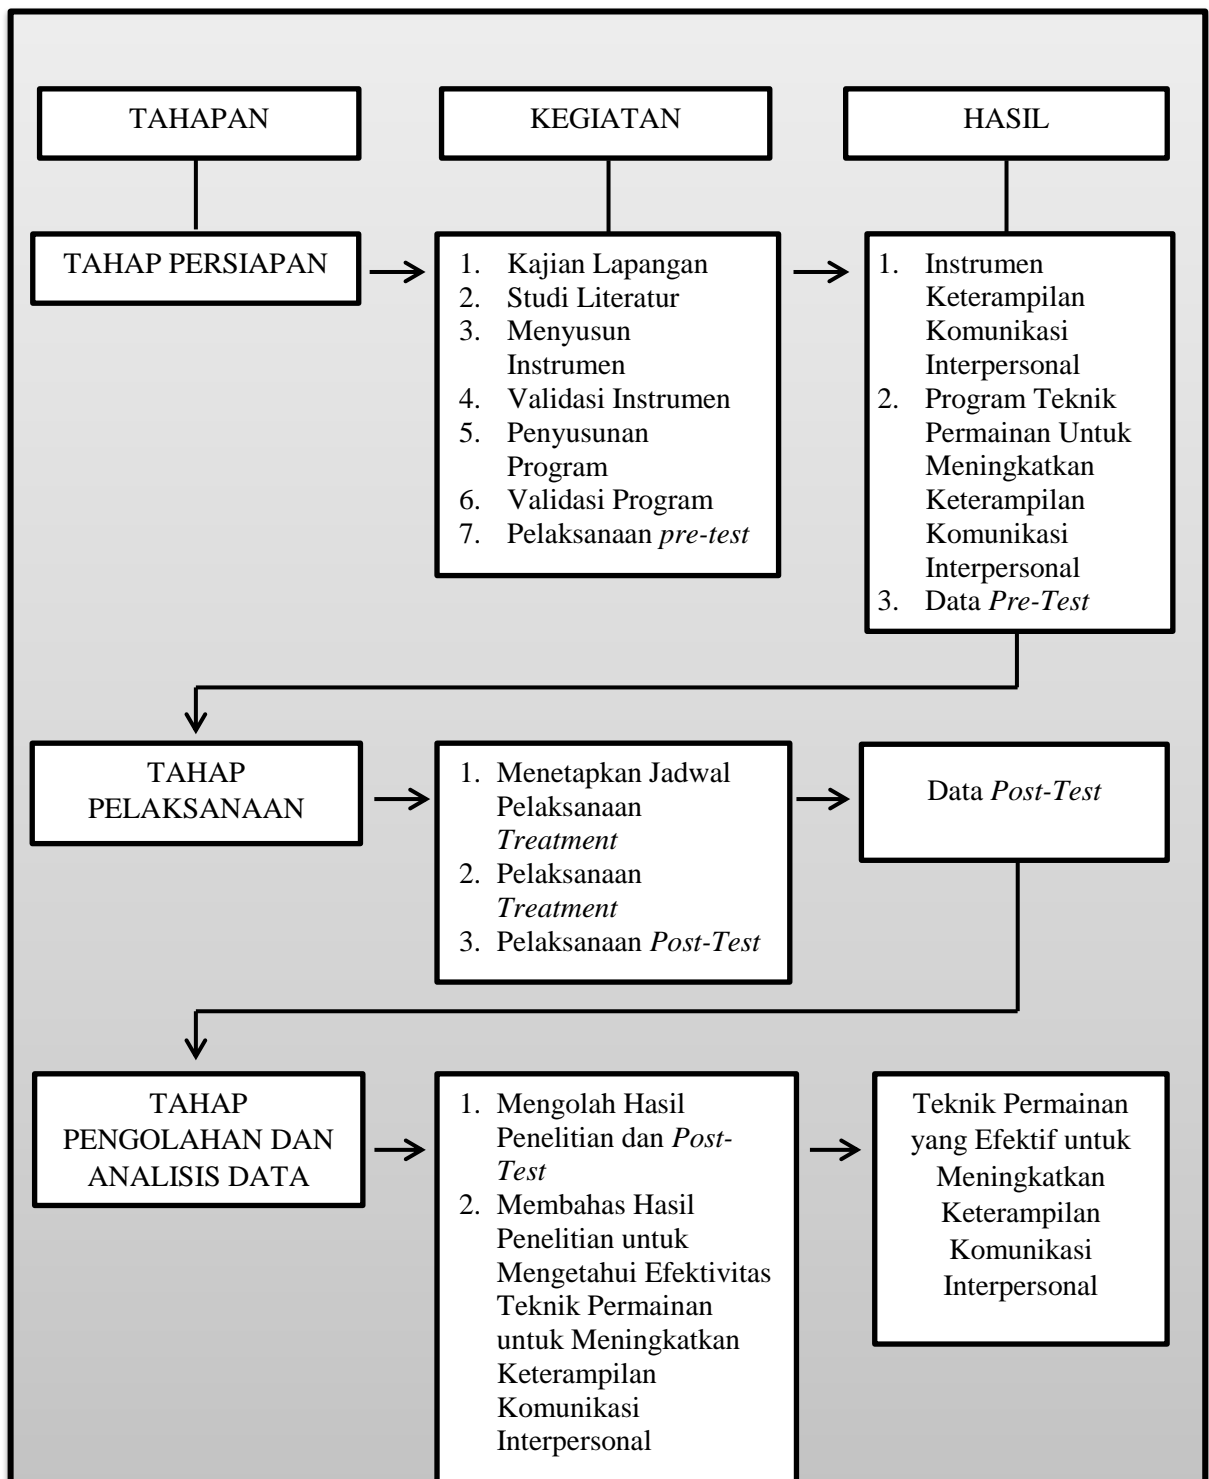 TAHAPAN
KEGIATAN
HASIL
TAHAP PERSIAPAN
1. Kajian Lapangan
2. Studi Literatur
3. Menyusun
Instrumen
4. Validasi Instrumen
5. Penyusunan
Program
6. Validasi Program
7. Pelaksanaan pre-test
1. Instrumen
Keterampilan
Komunikasi
Interpersonal
2. Program Teknik
Permainan Untuk
Meningkatkan
Keterampilan
Komunikasi
Interpersonal
3. Data Pre-Test
TAHAP
PELAKSANAAN
1. Menetapkan Jadwal
Pelaksanaan
Treatment
2. Pelaksanaan
Treatment
3. Pelaksanaan Post-Test
Data Post-Test
TAHAP
PENGOLAHAN DAN
ANALISIS DATA
1. Mengolah Hasil
Penelitian dan Post-
Test
2. Membahas Hasil
Penelitian untuk
Mengetahui Efektivitas
Teknik Permainan
untuk Meningkatkan
Keterampilan
Komunikasi
Interpersonal
Teknik Permainan
yang Efektif untuk
Meningkatkan
Keterampilan
Komunikasi
Interpersonal